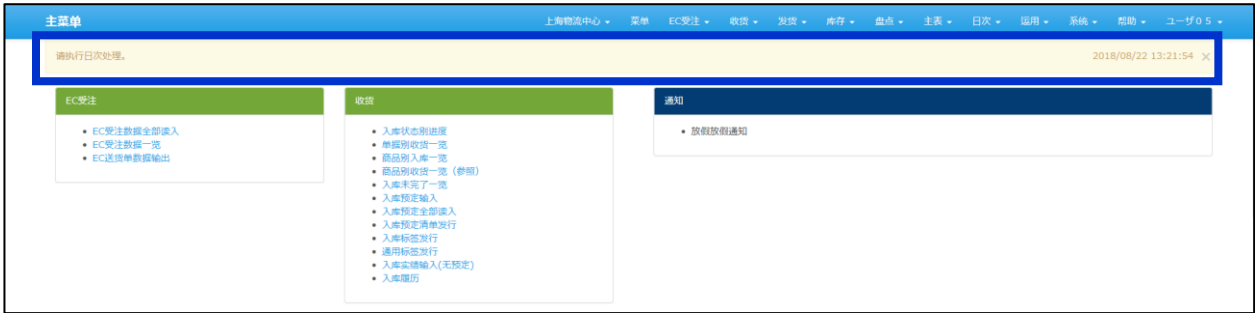 主菜单 上海物流中心 菜单 EC受注 收货 发货 库存 盘点 主表 日次 运用 系统 帮助 ユーザ０５
请执行日次处理。 2018/08/22 13:21:54 ×
EC受注
EC受注数据全部读入
EC受注数据一览
EC送货单数据输出
收货
入库状态别进度
单据别收货一览
商品别入库一览
商品别收货一览（参照）
入库未完了一览
入库预定输入
入库预定全部读入
入库预定清单发行
入库标签发行
通用标签发行
入库实绩输入(无预定)
入库履历
通知
放假放假通知